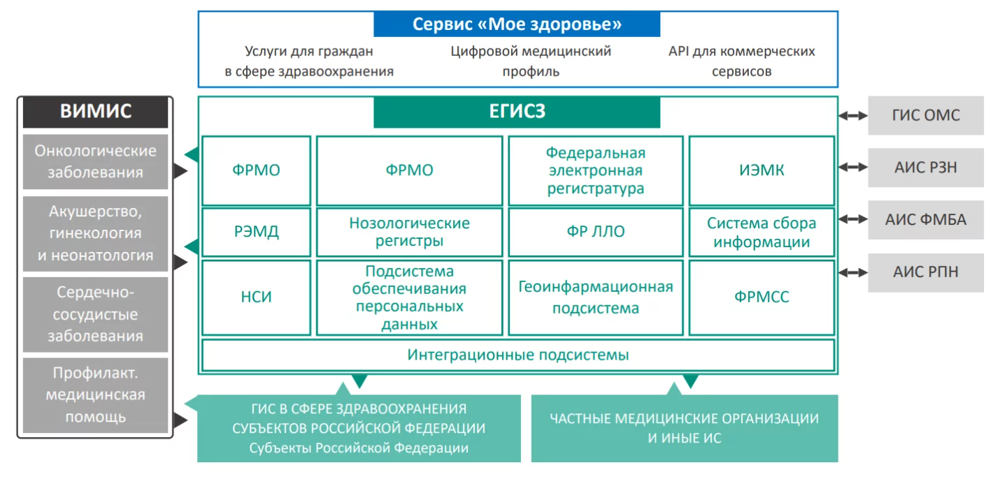 Сервис «Мое здоровье»
Услуги для граждан
в сфере здравоохранения
Цифровой медицинский
профиль
API для коммерческих
сервисов
ВИМИС
Онкологические
заболевания
Акушерство,
гинекология
и неонатология
Сердечно-
сосудистые
заболевания
Профилакт.
медицинская
помощь
ЕГИСЗ
ФРМО
ФРМО
Федеральная
электронная
регистратура
ИЭМК
РЭМД
Нозологические
регистры
ФР ЛЛО
Система сбора
информации
НСИ
Подсистема
обеспечивания
персональных
данных
Геоинфармационная
подсистема
ФРМСС
Интеграционные подсистемы
ГИС ОМС
АИС РЗН
АИС ФМБА
АИС РПН
ГИС В СФЕРЕ ЗДРАВООХРАНЕНИЯ
СУБЪЕКТОВ РОССИЙСКОЙ ФЕДЕРАЦИИ
Субъекты Российской Федерации
ЧАСТНЫЕ МЕДИЦИНСКИЕ ОРГАНИЗАЦИИ
И ИНЫЕ ИС